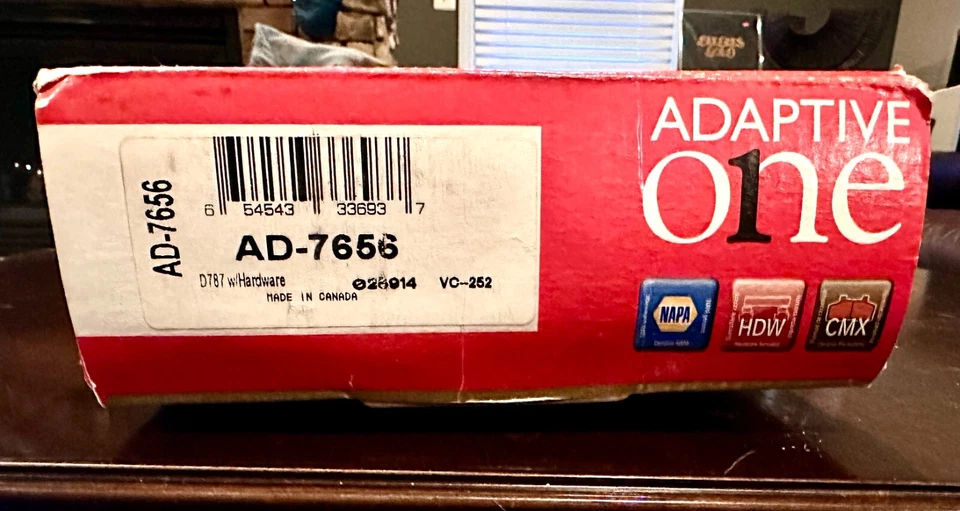 ADAPTIVE
one
AD-7656
6 54543 33693 7
AD-7656
D787 w/Hardware 028914 VC-252
MADE IN CANADA
NAPA
HDW
CMX